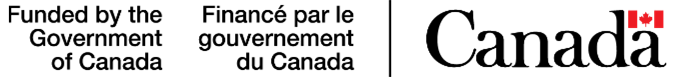 Funded by the
Government
of Canada
Financé par le
gouvernement
du Canada
Canada